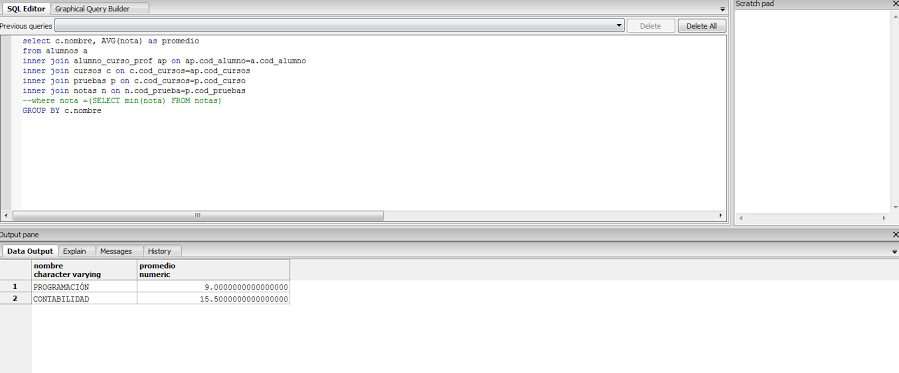 SQL Editor Graphical Query Builder
Scratch pad
Previous queries Delete Delete All
select c.nombre, AVG(nota) as promedio
from alumnos a
inner join alumno_curso_prof ap on ap.cod_alumno=a.cod_alumno
inner join cursos c on c.cod_cursos=ap.cod_cursos
inner join pruebas p on c.cod_cursos=p.cod_curso
inner join notas n on n.cod_prueba=p.cod_pruebas
--where nota =(SELECT min(nota) FROM notas)
GROUP BY c.nombre
Output pane
Data Output Explain Messages History
nombre promedio
character varying numeric
1 PROGRAMACIÓN 9.0000000000000000
2 CONTABILIDAD 15.5000000000000000